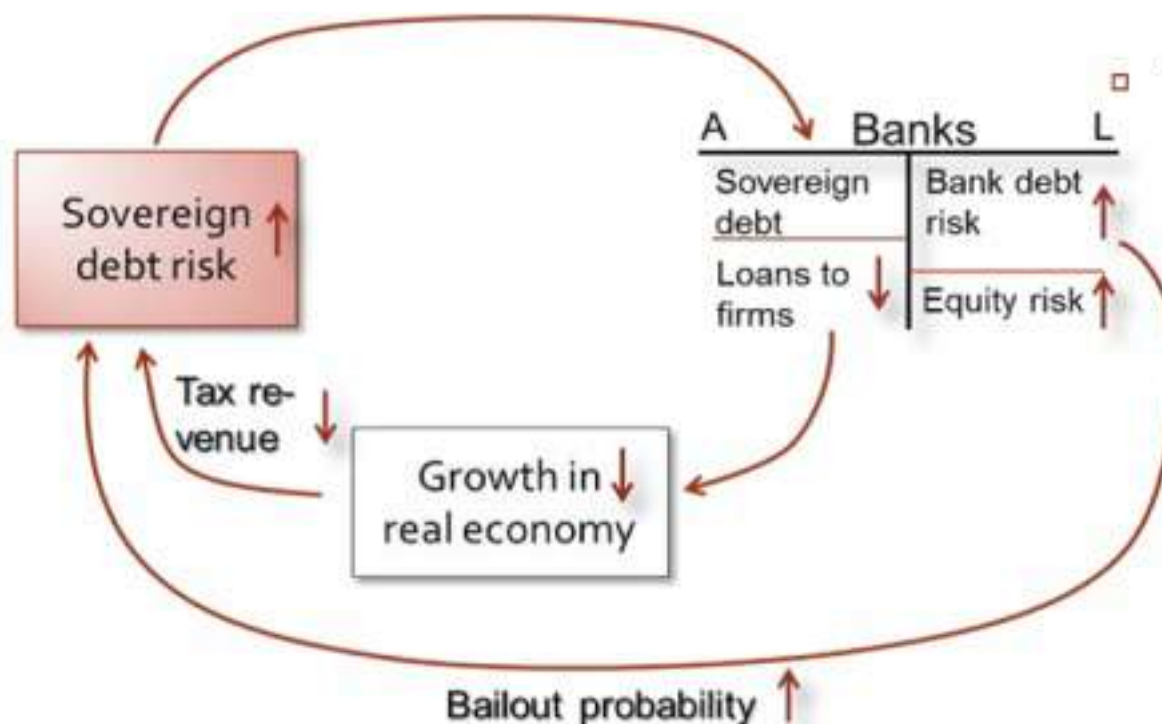 A Banks L
Sovereign
debt
Bank debt
risk
Loans to
firms
Equity risk
Sovereign
debt risk
Tax re-
venue
Growth in
real economy
Bailout probability